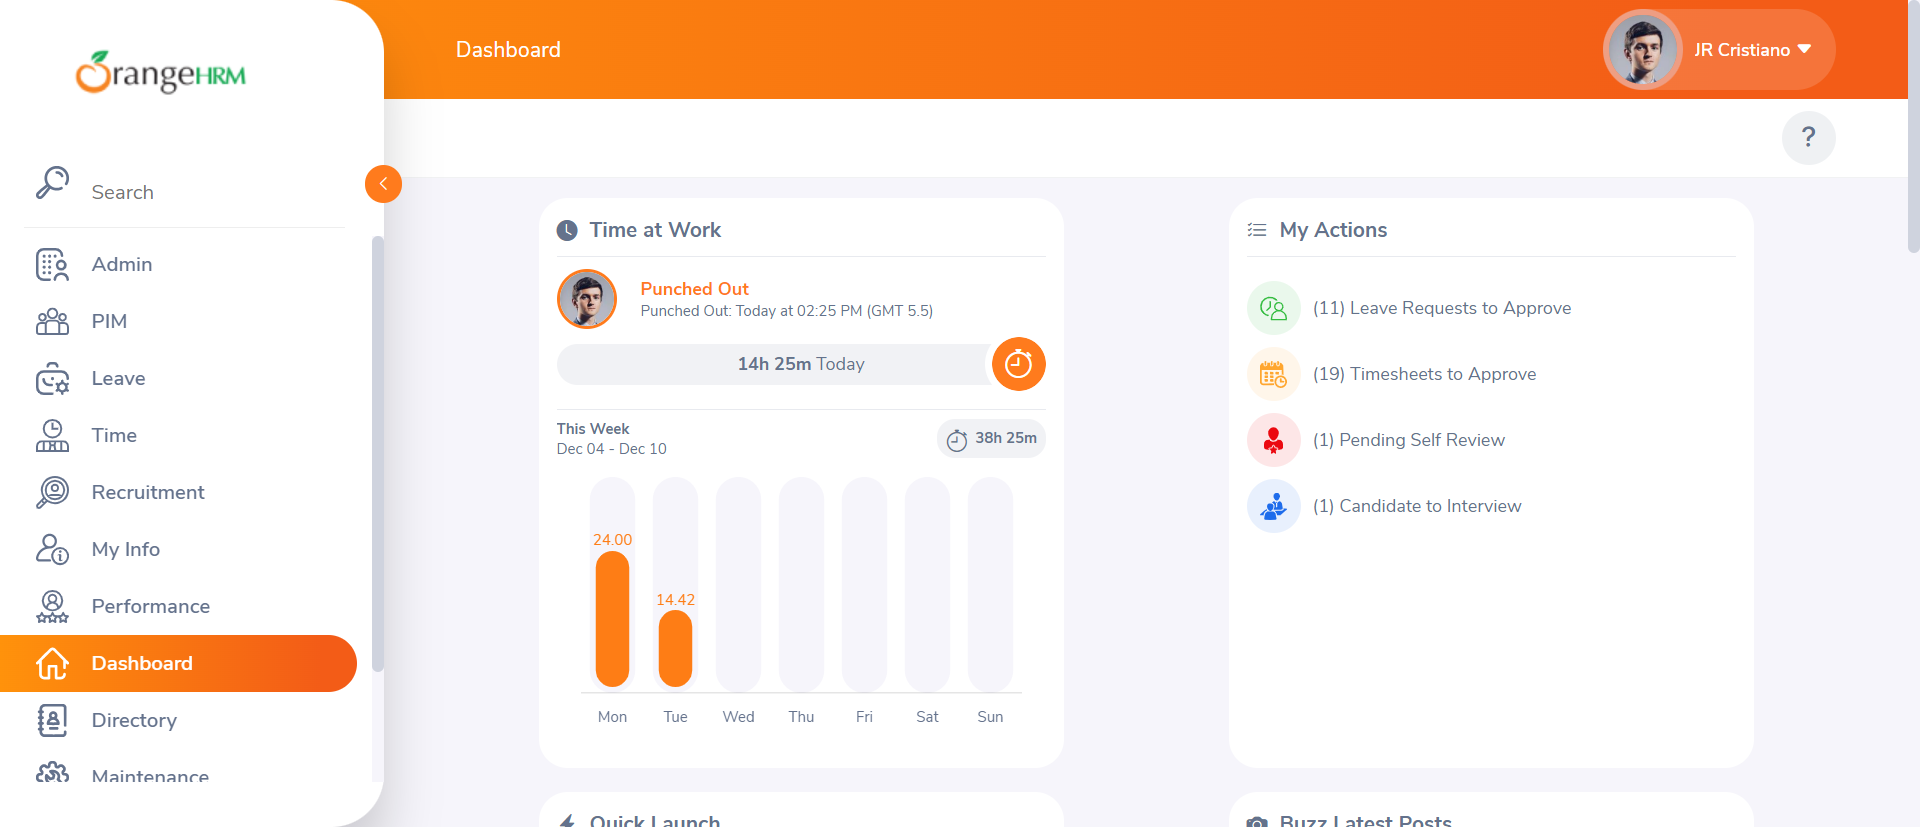 OrangeHRM
Search
Admin
PIM
Leave
Time
Recruitment
My Info
Performance
Dashboard
Directory
Maintenance
Dashboard
JR Cristiano
?
Time at Work
Punched Out
Punched Out: Today at 02:25 PM (GMT 5.5)
14h 25m Today
This Week
Dec 04 - Dec 10
38h 25m
24.00
14.42
Mon Tue Wed Thu Fri Sat Sun
My Actions
(11) Leave Requests to Approve
(19) Timesheets to Approve
(1) Pending Self Review
(1) Candidate to Interview
Quick Launch
Buzz Latest Posts